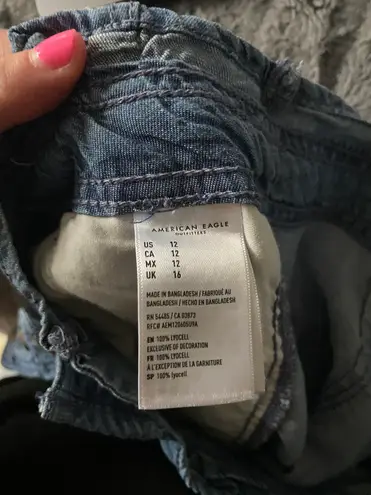 AMERICAN EAGLE
OUTFITTERS
US 12
CA 12
MX 12
UK 16
MADE IN BANGLADESH / FABRIQUÉ AU
BANGLADESH / HECHO EN BANGLADESH
RN 54485 / CA 03873
RFC# AEM120605U9A
EN 100% LYOCELL
EXCLUSIVE OF DECORATION
FR 100% LYOCELL
À L'EXCEPTION DE LA GARNITURE
SP 100% lyocell